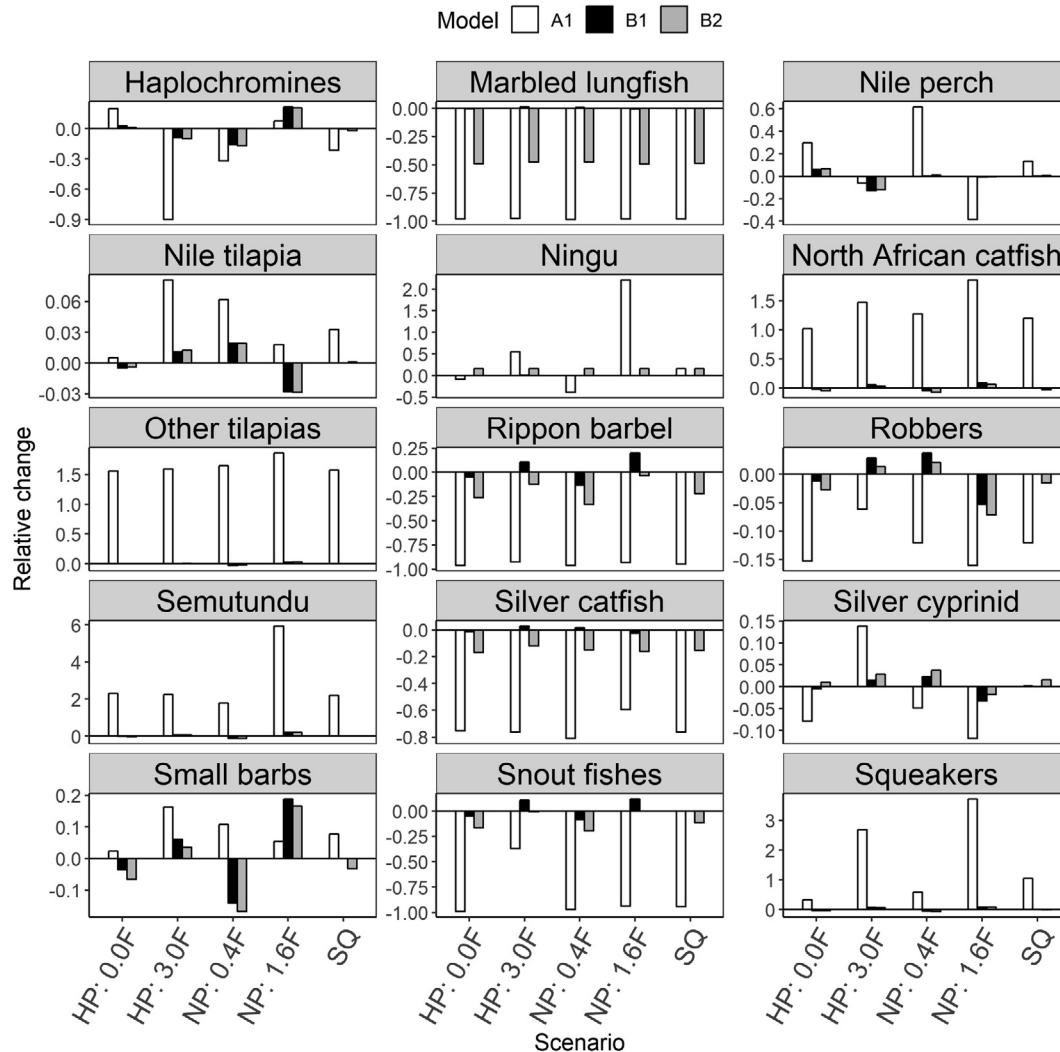 Model A1 B1 B2
Haplochromines Marbled lungfish Nile perch
0.0 -0.3 -0.6 -0.9
0.00 -0.25 -0.50 -0.75 -1.00
0.6 0.4 0.2 0.0 -0.2 -0.4
Nile tilapia Ningu North African catfish
0.06 0.03 0.00 -0.03
2.0 1.5 1.0 0.5 0.0 -0.5
1.5 1.0 0.5 0.0
Other tilapias Rippon barbel Robbers
1.5 1.0 0.5 0.0
0.25 0.00 -0.25 -0.50 -0.75 -1.00
0.00 -0.05 -0.10 -0.15
Semutundu Silver catfish Silver cyprinid
6 4 2 0
0.0 -0.2 -0.4 -0.6 -0.8
0.15 0.10 0.05 0.00 -0.05 -0.10
Small barbs Snout fishes Squeakers
0.2 0.1 0.0 -0.1
0.00 -0.25 -0.50 -0.75 -1.00
3 2 1 0
HP: 0.0F HP: 3.0F NP: 0.4F NP: 1.6F SQ
HP: 0.0F HP: 3.0F NP: 0.4F NP: 1.6F SQ
HP: 0.0F HP: 3.0F NP: 0.4F NP: 1.6F SQ
Relative change
Scenario